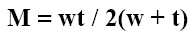 M = wt / 2(w + t)